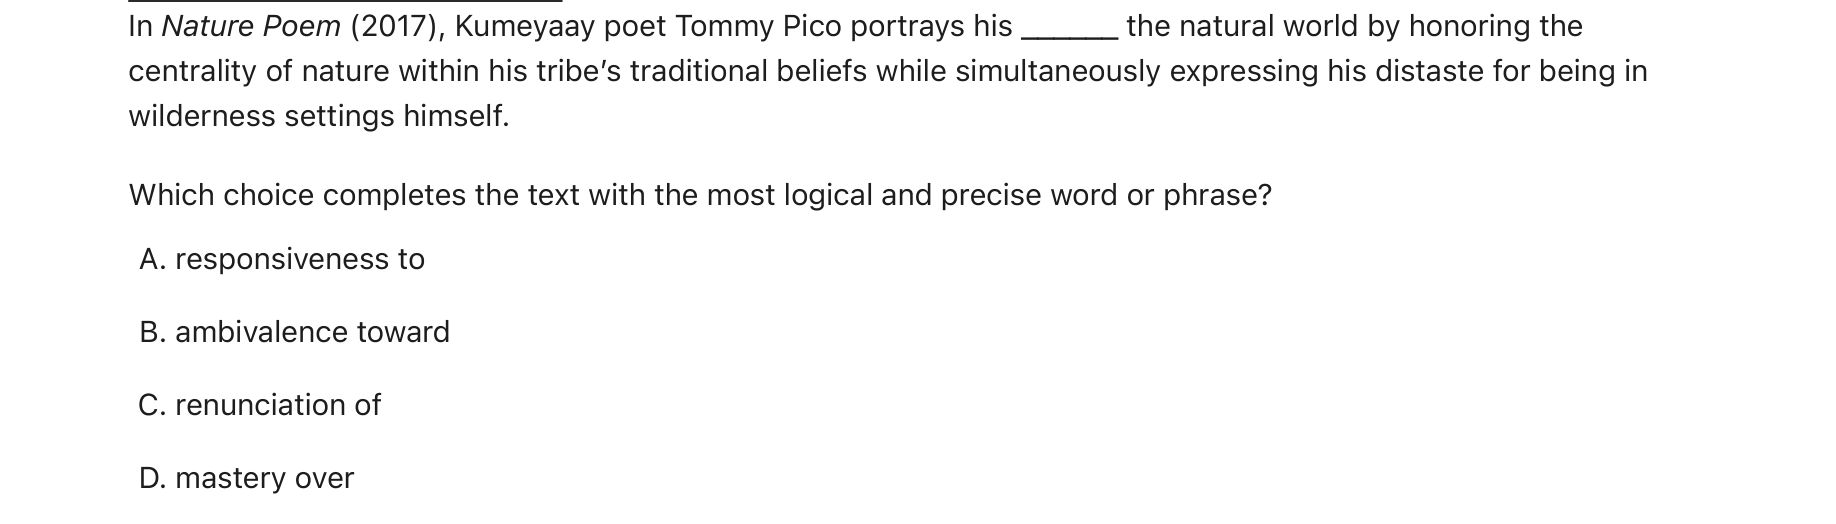 In Nature Poem (2017), Kumeyaay poet Tommy Pico portrays his ______ the natural world by honoring the
centrality of nature within his tribe’s traditional beliefs while simultaneously expressing his distaste for being in
wilderness settings himself.
Which choice completes the text with the most logical and precise word or phrase?
A. responsiveness to
B. ambivalence toward
C. renunciation of
D. mastery over